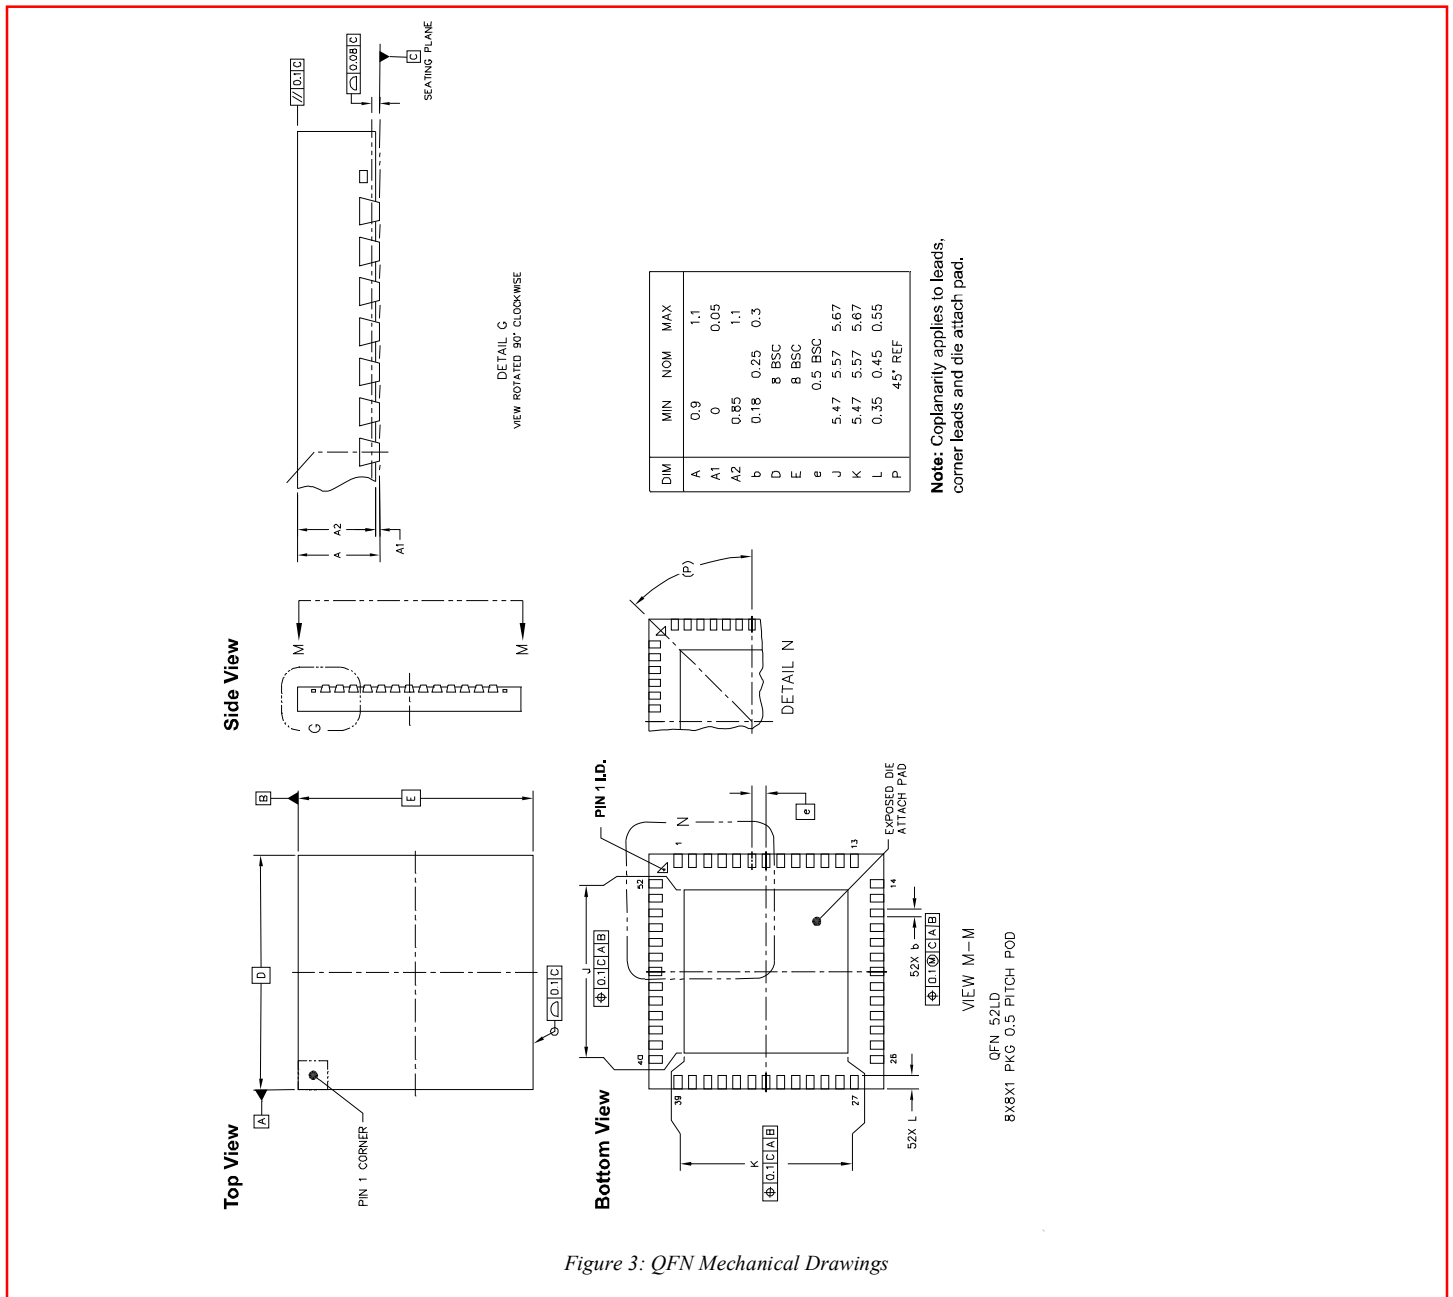 Top View
A
D
B
E
PIN 1 CORNER
0.1 C
Side View
G
M
M
// 0.1 C
0.08 C
C
SEATING PLANE
A2
A
A1
DETAIL G
VIEW ROTATED 90° CLOCKWISE
Bottom View
PIN 1 I.D.
J
0.1 C A B
K
0.1 C A B
N
e
1
13
14
26
27
39
40
52
EXPOSED DIE
ATTACH PAD
52X L
52X b
0.1 M C A B
VIEW M-M
QFN 52LD
8X8X1 PKG 0.5 PITCH POD
(P)
DETAIL N
DIM MIN NOM MAX
A 0.9 1.1
A1 0 0.05
A2 0.85 1.1
b 0.18 0.25 0.3
D 8 BSC
E 8 BSC
e 0.5 BSC
J 5.47 5.57 5.67
K 5.47 5.57 5.67
L 0.35 0.45 0.55
P 45° REF
Note: Coplanarity applies to leads,
corner leads and die attach pad.
Figure 3: QFN Mechanical Drawings